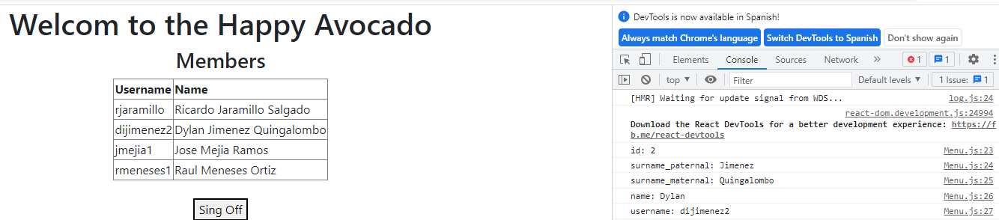 Welcom to the Happy Avocado
Members
Username Name
rjaramillo Ricardo Jaramillo Salgado
dijimenez2 Dylan Jimenez Quingalombo
jmejia1 Jose Mejia Ramos
rmeneses1 Raul Meneses Ortiz
Sing Off
DevTools is now available in Spanish!
Always match Chrome's language Switch DevTools to Spanish Don't show again
Elements Console Sources Network » 1 1
top ▼ Filter Default levels ▼ 1 Issue: 1
[HMR] Waiting for update signal from WDS... log.js:24
react-dom.development.js:24994
Download the React DevTools for a better development experience: https://f
b.me/react-devtools
id: 2 Menu.js:23
surname_paternal: Jimenez Menu.js:24
surname_maternal: Quingalombo Menu.js:25
name: Dylan Menu.js:26
username: dijimenez2 Menu.js:27